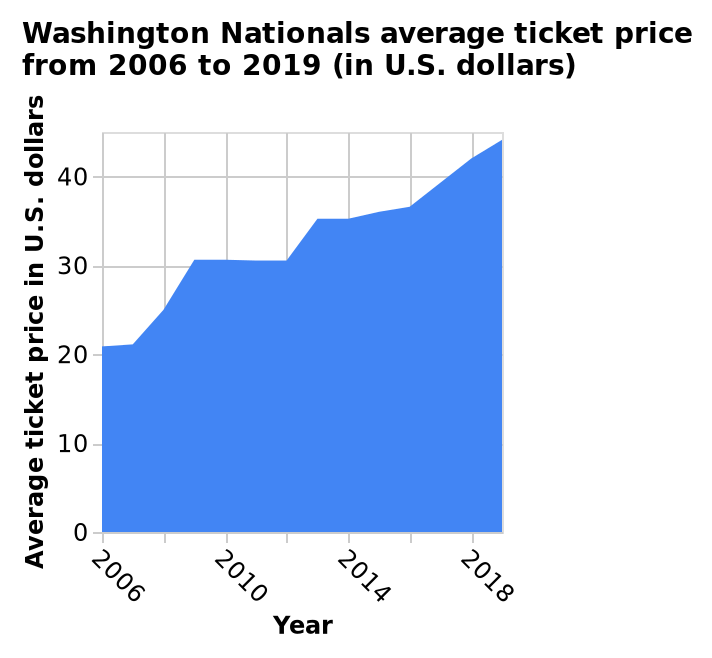 Washington Nationals average ticket price
from 2006 to 2019 (in U.S. dollars)
Average ticket price in U.S. dollars
40
30
20
10
0
2006
2010
2014
2018
Year